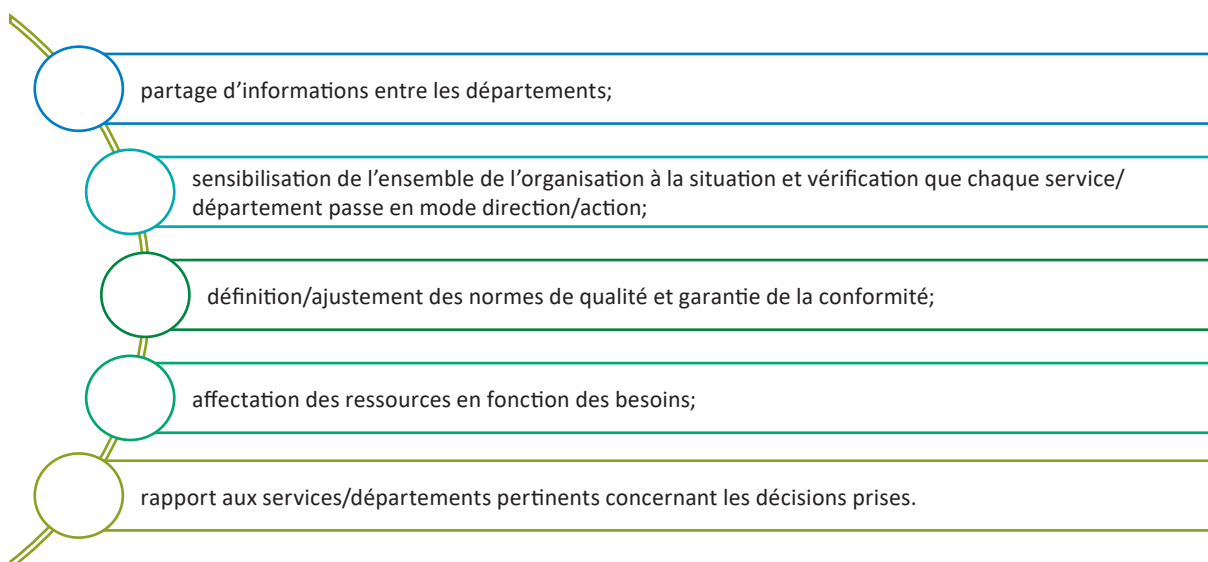 partage d’informations entre les départements;
sensibilisation de l’ensemble de l’organisation à la situation et vérification que chaque service/
département passe en mode direction/action;
définition/ajustement des normes de qualité et garantie de la conformité;
affectation des ressources en fonction des besoins;
rapport aux services/départements pertinents concernant les décisions prises.